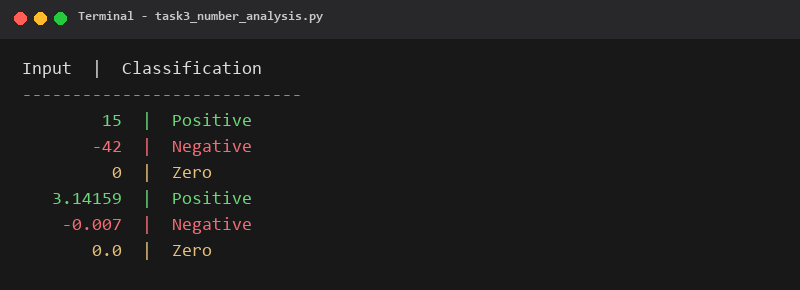 Terminal - task3_number_analysis.py
Input  |  Classification
----------------------------
        15  |  Positive
       -42  |  Negative
         0  |  Zero
   3.14159  |  Positive
    -0.007  |  Negative
       0.0  |  Zero